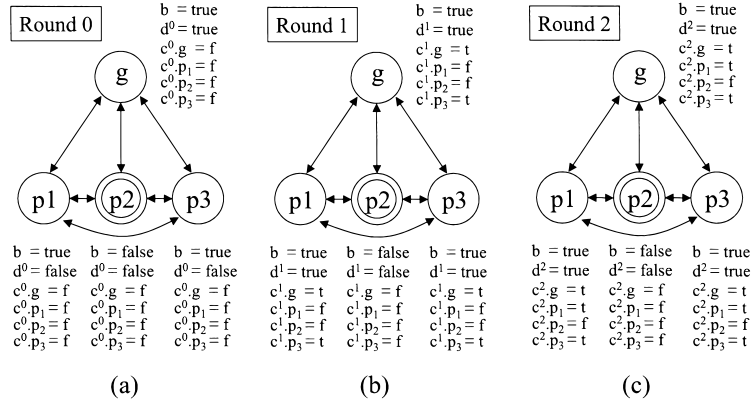 Round 0
b = true
d⁰ = true
c⁰.g = f
c⁰.p₁ = f
c⁰.p₂ = f
c⁰.p₃ = f
g
p1 p2 p3
b = true b = false b = true
d⁰ = false d⁰ = false d⁰ = false
c⁰.g = f c⁰.g = f c⁰.g = f
c⁰.p₁ = f c⁰.p₁ = f c⁰.p₁ = f
c⁰.p₂ = f c⁰.p₂ = f c⁰.p₂ = f
c⁰.p₃ = f c⁰.p₃ = f c⁰.p₃ = f
(a)
Round 1
b = true
d¹ = true
c¹.g = t
c¹.p₁ = f
c¹.p₂ = f
c¹.p₃ = t
g
p1 p2 p3
b = true b = false b = true
d¹ = true d¹ = false d¹ = true
c¹.g = t c¹.g = f c¹.g = t
c¹.p₁ = f c¹.p₁ = f c¹.p₁ = f
c¹.p₂ = f c¹.p₂ = f c¹.p₂ = f
c¹.p₃ = t c¹.p₃ = f c¹.p₃ = t
(b)
Round 2
b = true
d² = true
c².g = t
c².p₁ = t
c².p₂ = f
c².p₃ = t
g
p1 p2 p3
b = true b = false b = true
d² = true d² = false d² = true
c².g = t c².g = f c².g = t
c².p₁ = t c².p₁ = f c².p₁ = t
c².p₂ = f c².p₂ = f c².p₂ = f
c².p₃ = t c².p₃ = f c².p₃ = t
(c)